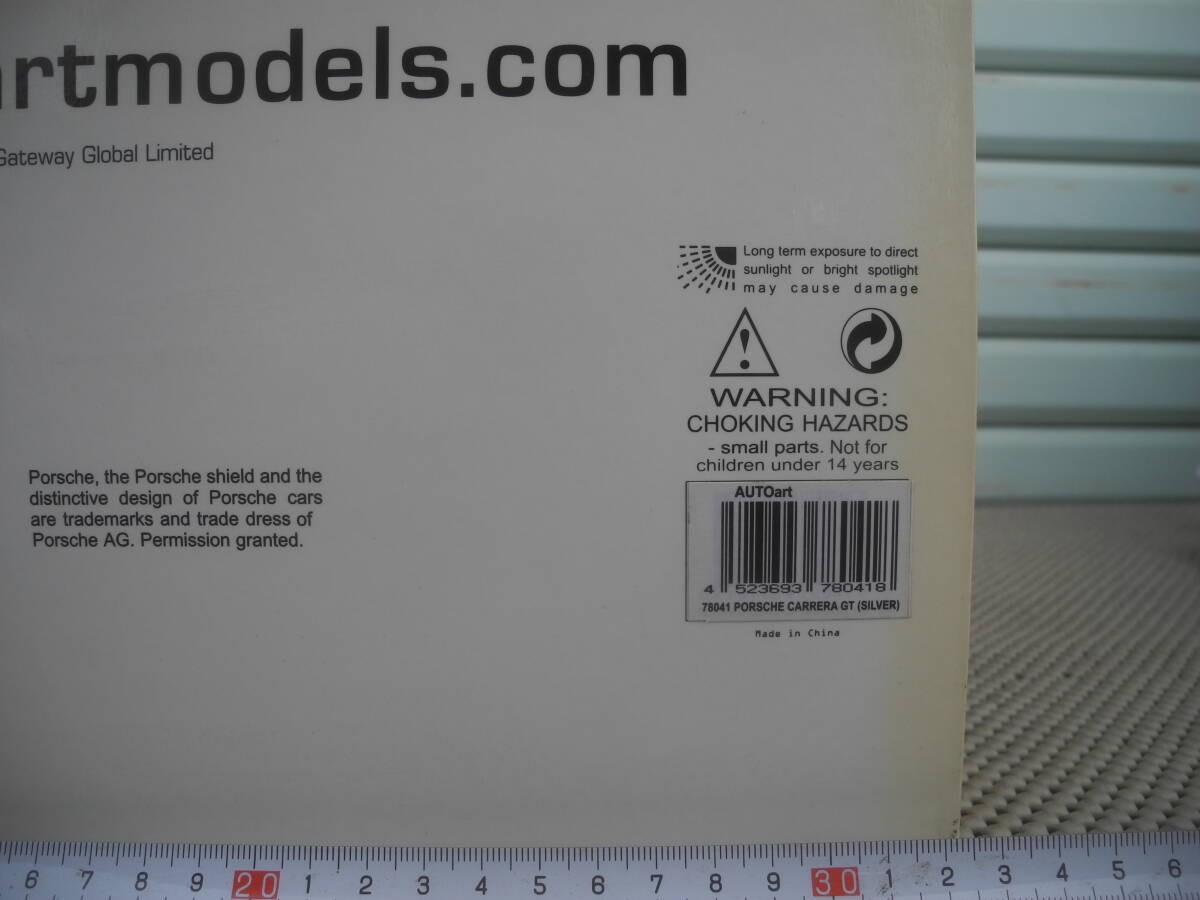 artmodels.com
Gateway Global Limited
Long term exposure to direct
sunlight or bright spotlight
may cause damage
WARNING:
CHOKING HAZARDS
- small parts. Not for
children under 14 years
Porsche, the Porsche shield and the
distinctive design of Porsche cars
are trademarks and trade dress of
Porsche AG. Permission granted.
AUTOart
4 523693 780418
78041 PORSCHE CARRERA GT (SILVER)
Made in China
6 7 8 9 20 1 2 3 4 5 6 7 8 9 30 1 2 3 4 5 6